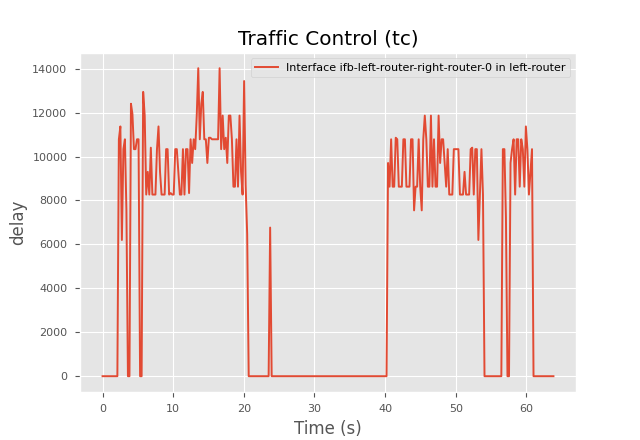 Traffic Control (tc)
Interface ifb-left-router-right-router-0 in left-router
14000
12000
10000
8000
6000
4000
2000
0
delay
0 10 20 30 40 50 60
Time (s)